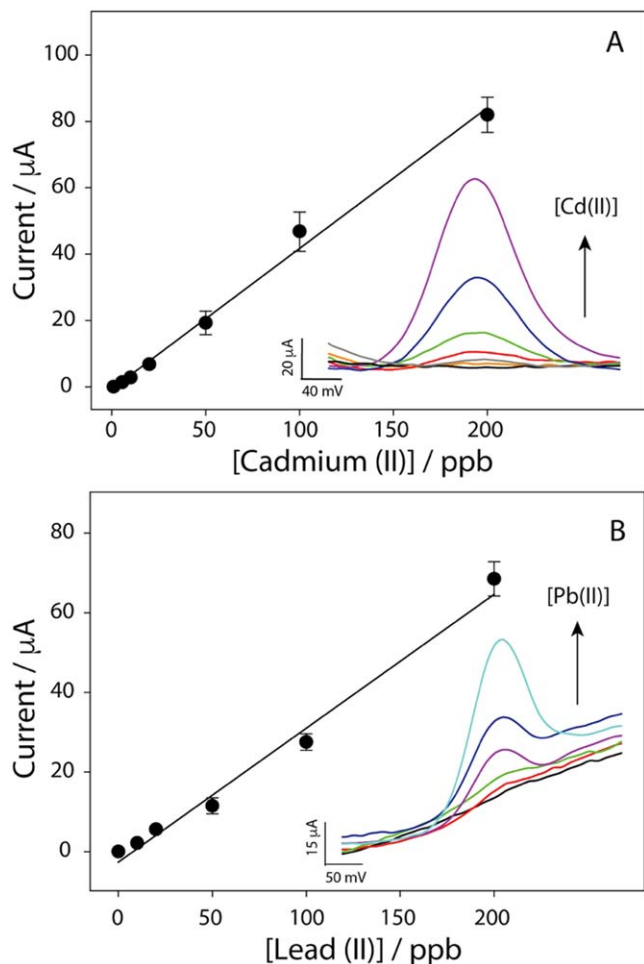 A
100
80
60
40
20
0
Current / μA
[Cd(II)]
20 μA
40 mV
0 50 100 150 200
[Cadmium (II)] / ppb
B
80
60
40
20
0
Current / μA
[Pb(II)]
15 μA
50 mV
0 50 100 150 200
[Lead (II)] / ppb